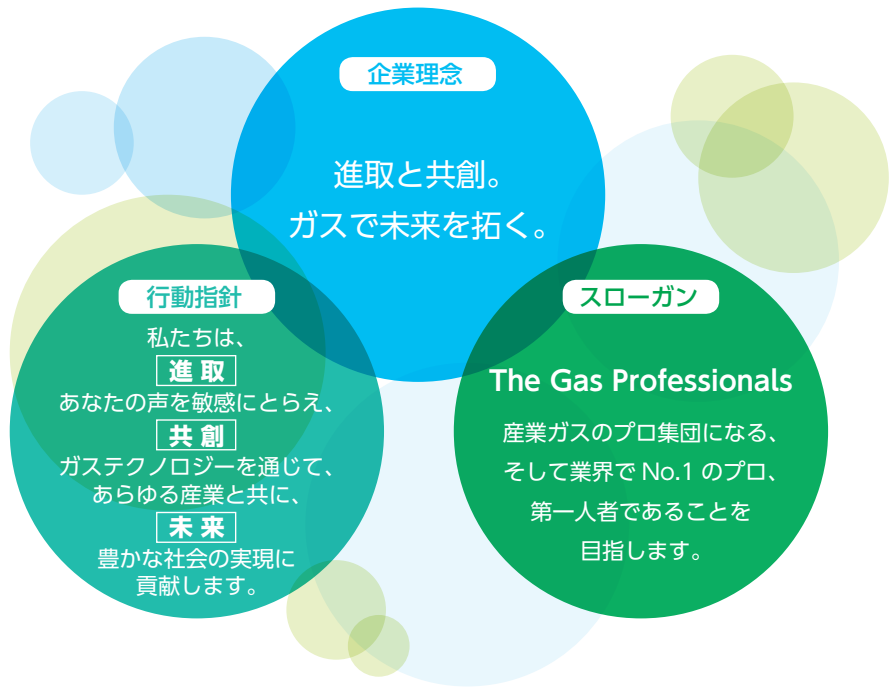 企業理念
進取と共創。
ガスで未来を拓く。
行動指針
私たちは、
進取
あなたの声を敏感にとらえ、
共創
ガステクノロジーを通じて、
あらゆる産業と共に、
未来
豊かな社会の実現に
貢献します。
スローガン
The Gas Professionals
産業ガスのプロ集団になる、
そして業界で No.1 のプロ、
第一人者であることを
目指します。